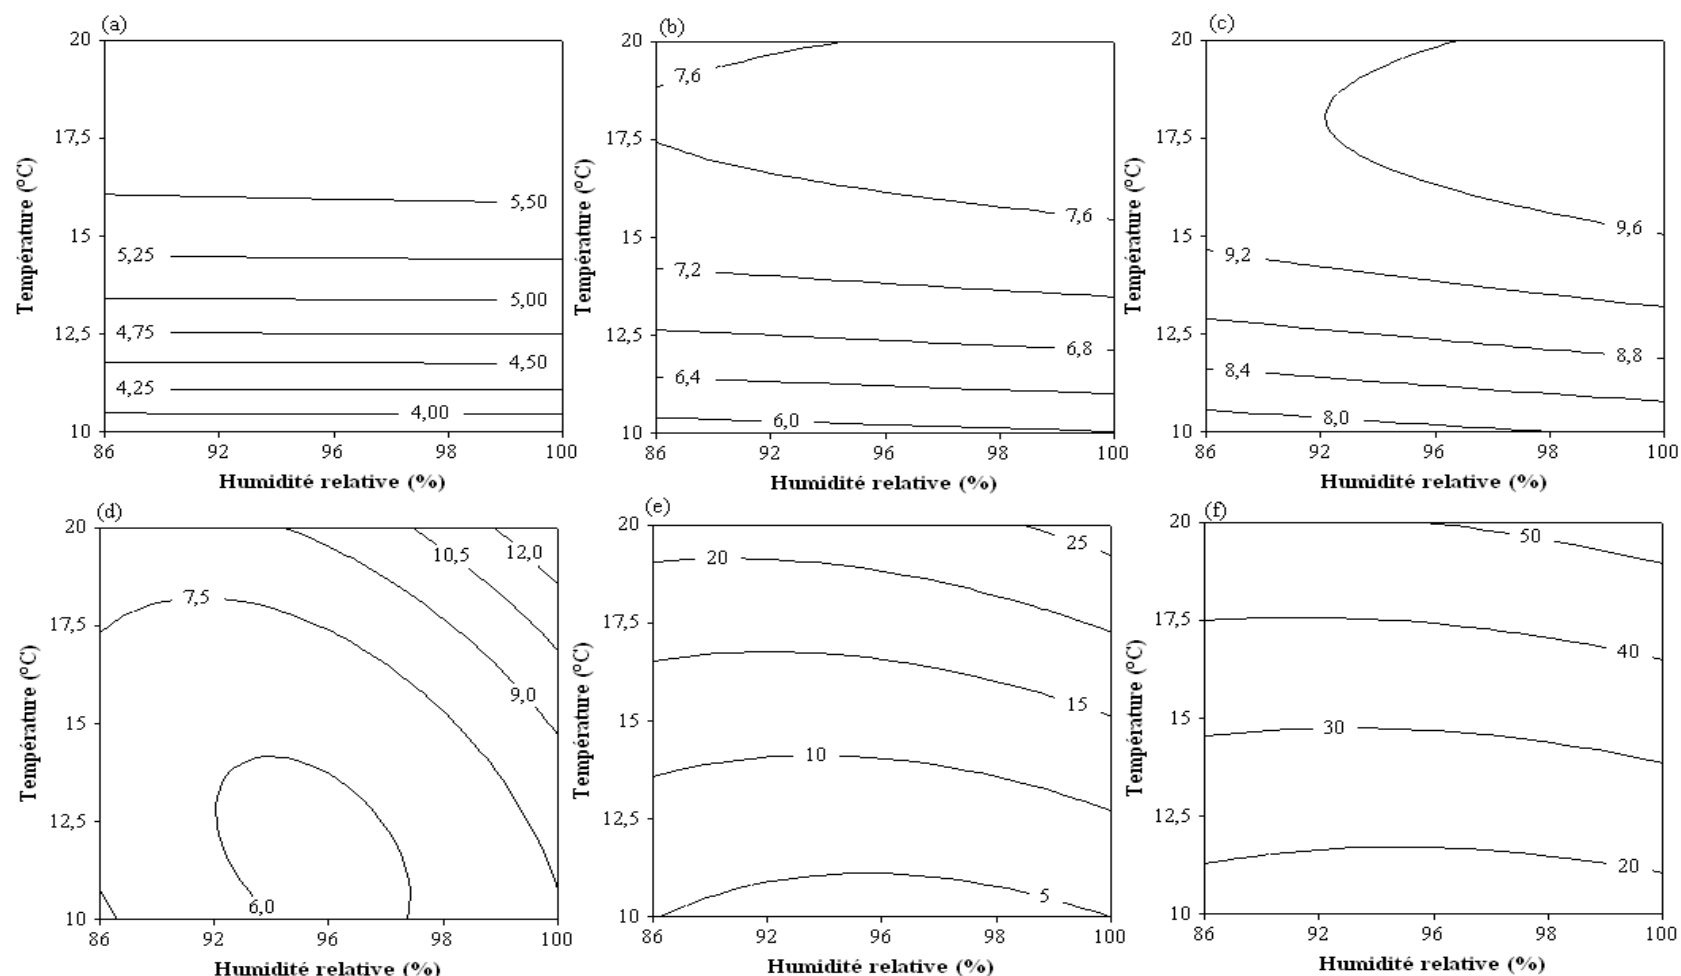 (a)
20
17,5
15
12,5
10
Température (°C)
5,50
5,25
5,00
4,75
4,50
4,25
4,00
86 92 96 98 100
Humidité relative (%)
(b)
20
17,5
15
12,5
10
Température (°C)
7,6
7,6
7,2
6,8
6,4
6,0
86 92 96 98 100
Humidité relative (%)
(c)
20
17,5
15
12,5
10
Température (°C)
9,6
9,2
8,8
8,4
8,0
86 92 96 98 100
Humidité relative (%)
(d)
20
17,5
15
12,5
10
Température (°C)
10,5 12,0
7,5
9,0
6,0
86 92 96 98 100
Humidité relative (%)
(e)
20
17,5
15
12,5
10
Température (°C)
25
20
15
10
5
86 92 96 98 100
Humidité relative (%)
(f)
20
17,5
15
12,5
10
Température (°C)
50
40
30
20
86 92 96 98 100
Humidité relative (%)